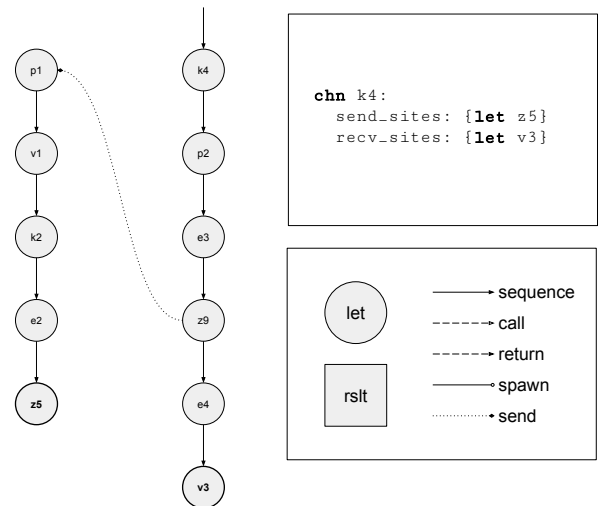 p1
v1
k2
e2
z5
k4
p2
e3
z9
e4
v3
chn k4:
send_sites: {let z5}
recv_sites: {let v3}
let
rslt
sequence
call
return
spawn
send